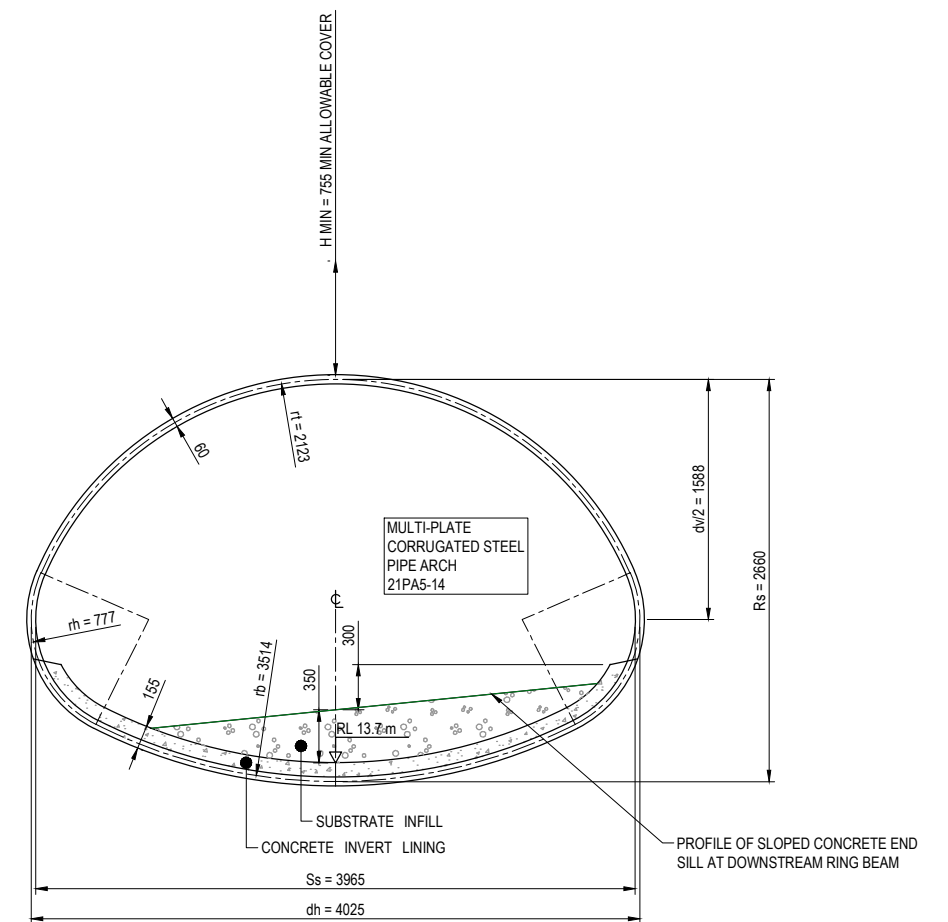 H MIN = 755 MIN ALLOWABLE COVER
rt = 2123
60
dv/2 = 1588
Rs = 2660
MULTI-PLATE
CORRUGATED STEEL
PIPE ARCH
21PA5-14
℄
rh = 777
300
rb = 3514
350
155
RL 13.7 m
SUBSTRATE INFILL
CONCRETE INVERT LINING
PROFILE OF SLOPED CONCRETE END
SILL AT DOWNSTREAM RING BEAM
Ss = 3965
dh = 4025